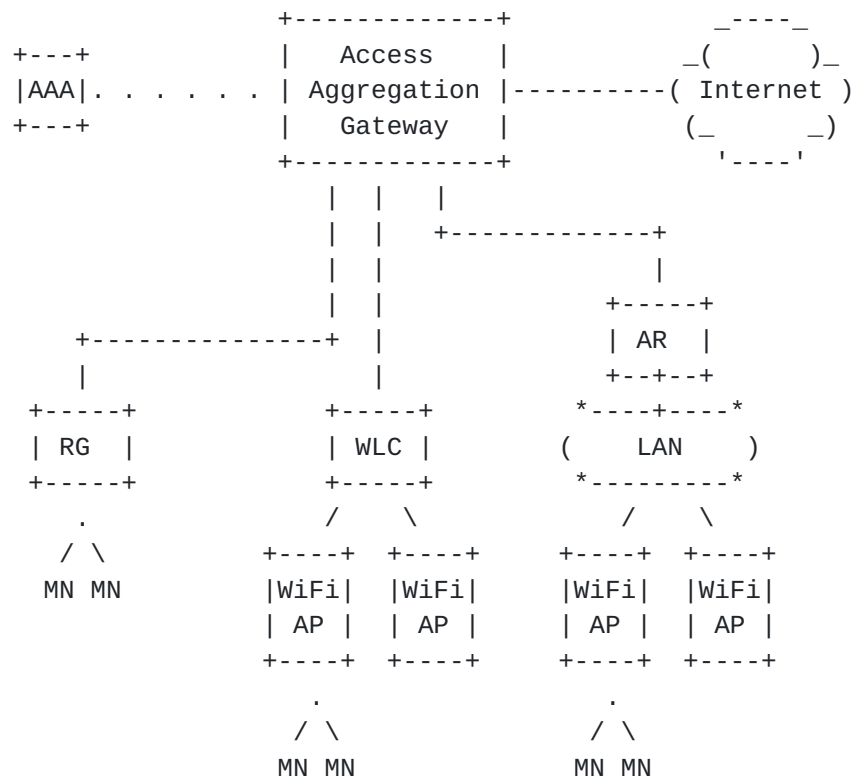 Access
|AAA|. . . . . . | Aggregation |----------( Internet )
Gateway
| AR |
| RG | | WLC | ( LAN )
MN MN |WiFi| |WiFi| |WiFi| |WiFi|
| AP | | AP | | AP | | AP |
MN MN MN MN